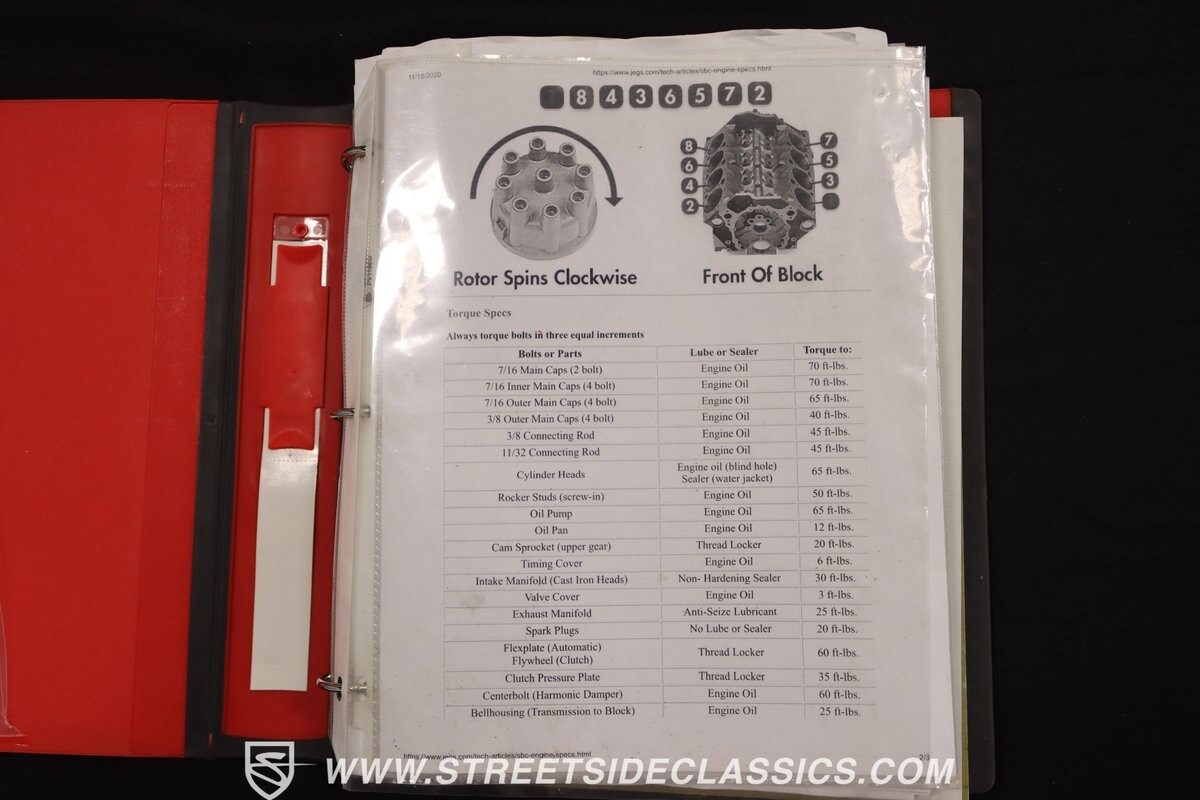 11/18/2020
https://www.jegs.com/tech-articles/sbc-engine-specs.html
8 4 3 6 5 7 2
8 7
6 5
4 3
2
Rotor Spins Clockwise
Front Of Block
Torque Specs
Always torque bolts in three equal increments
Bolts or Parts Lube or Sealer Torque to:
7/16 Main Caps (2 bolt) Engine Oil 70 ft-lbs.
7/16 Inner Main Caps (4 bolt) Engine Oil 70 ft-lbs.
7/16 Outer Main Caps (4 bolt) Engine Oil 65 ft-lbs.
3/8 Outer Main Caps (4 bolt) Engine Oil 40 ft-lbs.
3/8 Connecting Rod Engine Oil 45 ft-lbs.
11/32 Connecting Rod Engine Oil 45 ft-lbs.
Cylinder Heads Engine oil (blind hole) 65 ft-lbs.
Sealer (water jacket)
Rocker Studs (screw-in) Engine Oil 50 ft-lbs.
Oil Pump Engine Oil 65 ft-lbs.
Oil Pan Engine Oil 12 ft-lbs.
Cam Sprocket (upper gear) Thread Locker 20 ft-lbs.
Timing Cover Engine Oil 6 ft-lbs.
Intake Manifold (Cast Iron Heads) Non- Hardening Sealer 30 ft-lbs.
Valve Cover Engine Oil 3 ft-lbs.
Exhaust Manifold Anti-Seize Lubricant 25 ft-lbs.
Spark Plugs No Lube or Sealer 20 ft-lbs.
Flexplate (Automatic) Thread Locker 60 ft-lbs.
Flywheel (Clutch)
Clutch Pressure Plate Thread Locker 35 ft-lbs.
Centerbolt (Harmonic Damper) Engine Oil 60 ft-lbs.
Bellhousing (Transmission to Block) Engine Oil 25 ft-lbs.
https://www.jegs.com/tech-articles/sbc-engine-specs.html
2/3
WWW.STREETSIDECLASSICS.COM